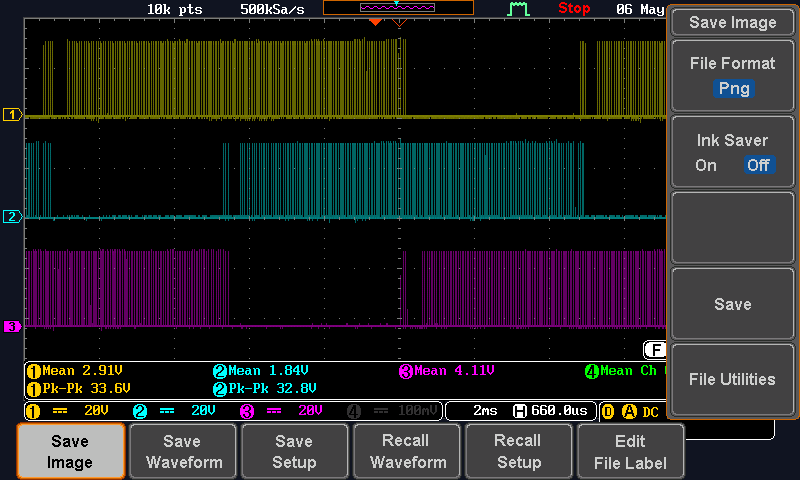 10k pts 500kSa/s Stop 06 May
Save Image
File Format
Png
Ink Saver
On Off
Save
File Utilities
1
2
3
F
1 Mean 2.91V 2 Mean 1.84V 3 Mean 4.11V 4 Mean Ch
1 Pk-Pk 33.6V 2 Pk-Pk 32.8V
1 20V 2 20V 3 20V 4 100mV 2ms H 660.0us D A DC
Save Image
Save Waveform
Save Setup
Recall Waveform
Recall Setup
Edit File Label